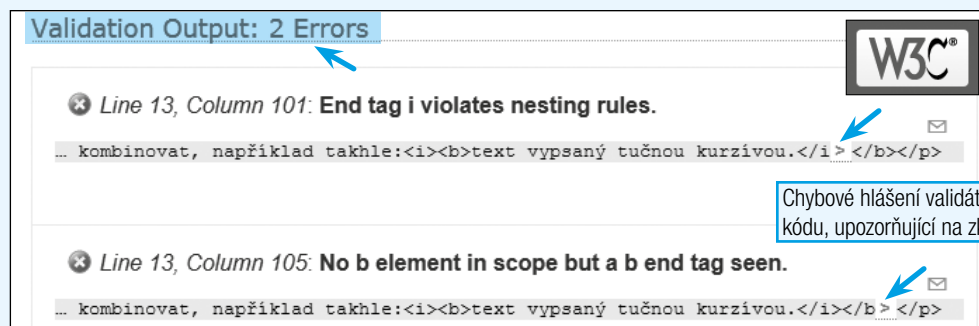 Validation Output: 2 Errors
W3C®
Line 13, Column 101: End tag i violates nesting rules.
… kombinovat, například takhle:<i><b>text vypsaný tučnou kurzívou.</i></b></p>
Chybové hlášení
kódu, upozorňující na
Line 13, Column 105: No b element in scope but a b end tag seen.
… kombinovat, například takhle:<i><b>text vypsaný tučnou kurzívou.</i></b></p>